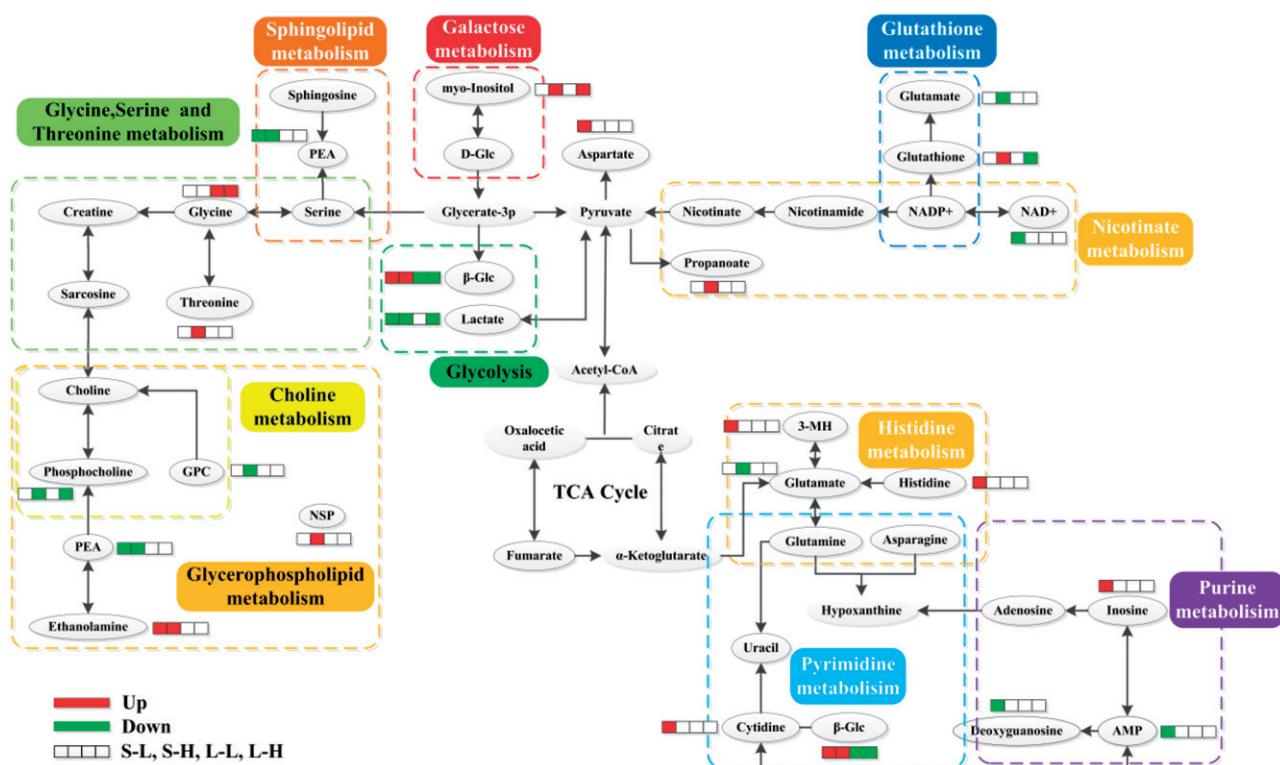 Sphingolipid
metabolism
Galactose
metabolism
Glutathione
metabolism
Sphingosine
myo-Inositol
Glutamate
Glycine,Serine and
Threonine metabolism
PEA
D-Glc
Aspartate
Glutathione
Creatine
Glycine
Serine
Glycerate-3p
Pyruvate
Nicotinate
Nicotinamide
NADP+
NAD+
Nicotinate
metabolism
Propanoate
β-Glc
Sarcosine
Threonine
Lactate
Glycolysis
Acetyl-CoA
Choline
Choline
metabolism
Oxalocetic
acid
Citrat
e
3-MH
Histidine
metabolism
Phosphocholine
GPC
TCA Cycle
Glutamate
Histidine
NSP
PEA
Fumarate
α-Ketoglutarate
Glutamine
Asparagine
Glycerophospholipid
metabolism
Hypoxanthine
Adenosine
Inosine
Purine
metabolisim
Ethanolamine
Uracil
Pyrimidine
metabolisim
Up
Down
S-L, S-H, L-L, L-H
Cytidine
β-Glc
Deoxyguanosine
AMP